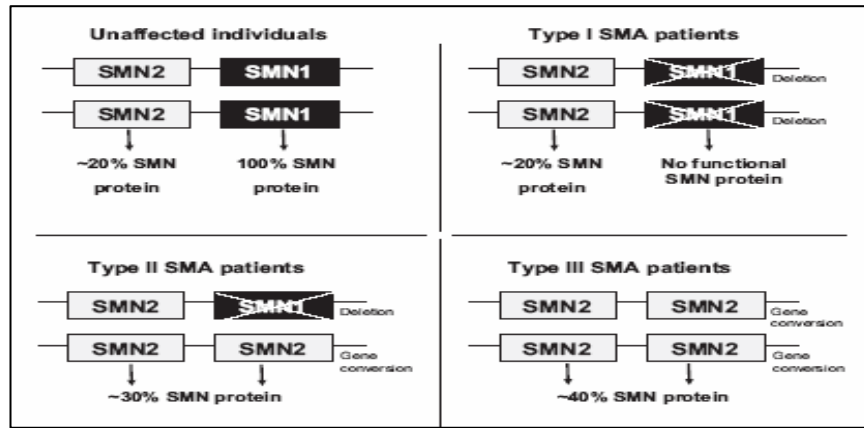 Unaffected individuals
SMN2 SMN1
SMN2 SMN1
~20% SMN protein
100% SMN protein
Type I SMA patients
SMN2 SMN1 Deletion
SMN2 SMN1 Deletion
~20% SMN protein
No functional SMN protein
Type II SMA patients
SMN2 SMN1 Deletion
SMN2 SMN2 Gene conversion
~30% SMN protein
Type III SMA patients
SMN2 SMN2 Gene conversion
SMN2 SMN2 Gene conversion
~40% SMN protein